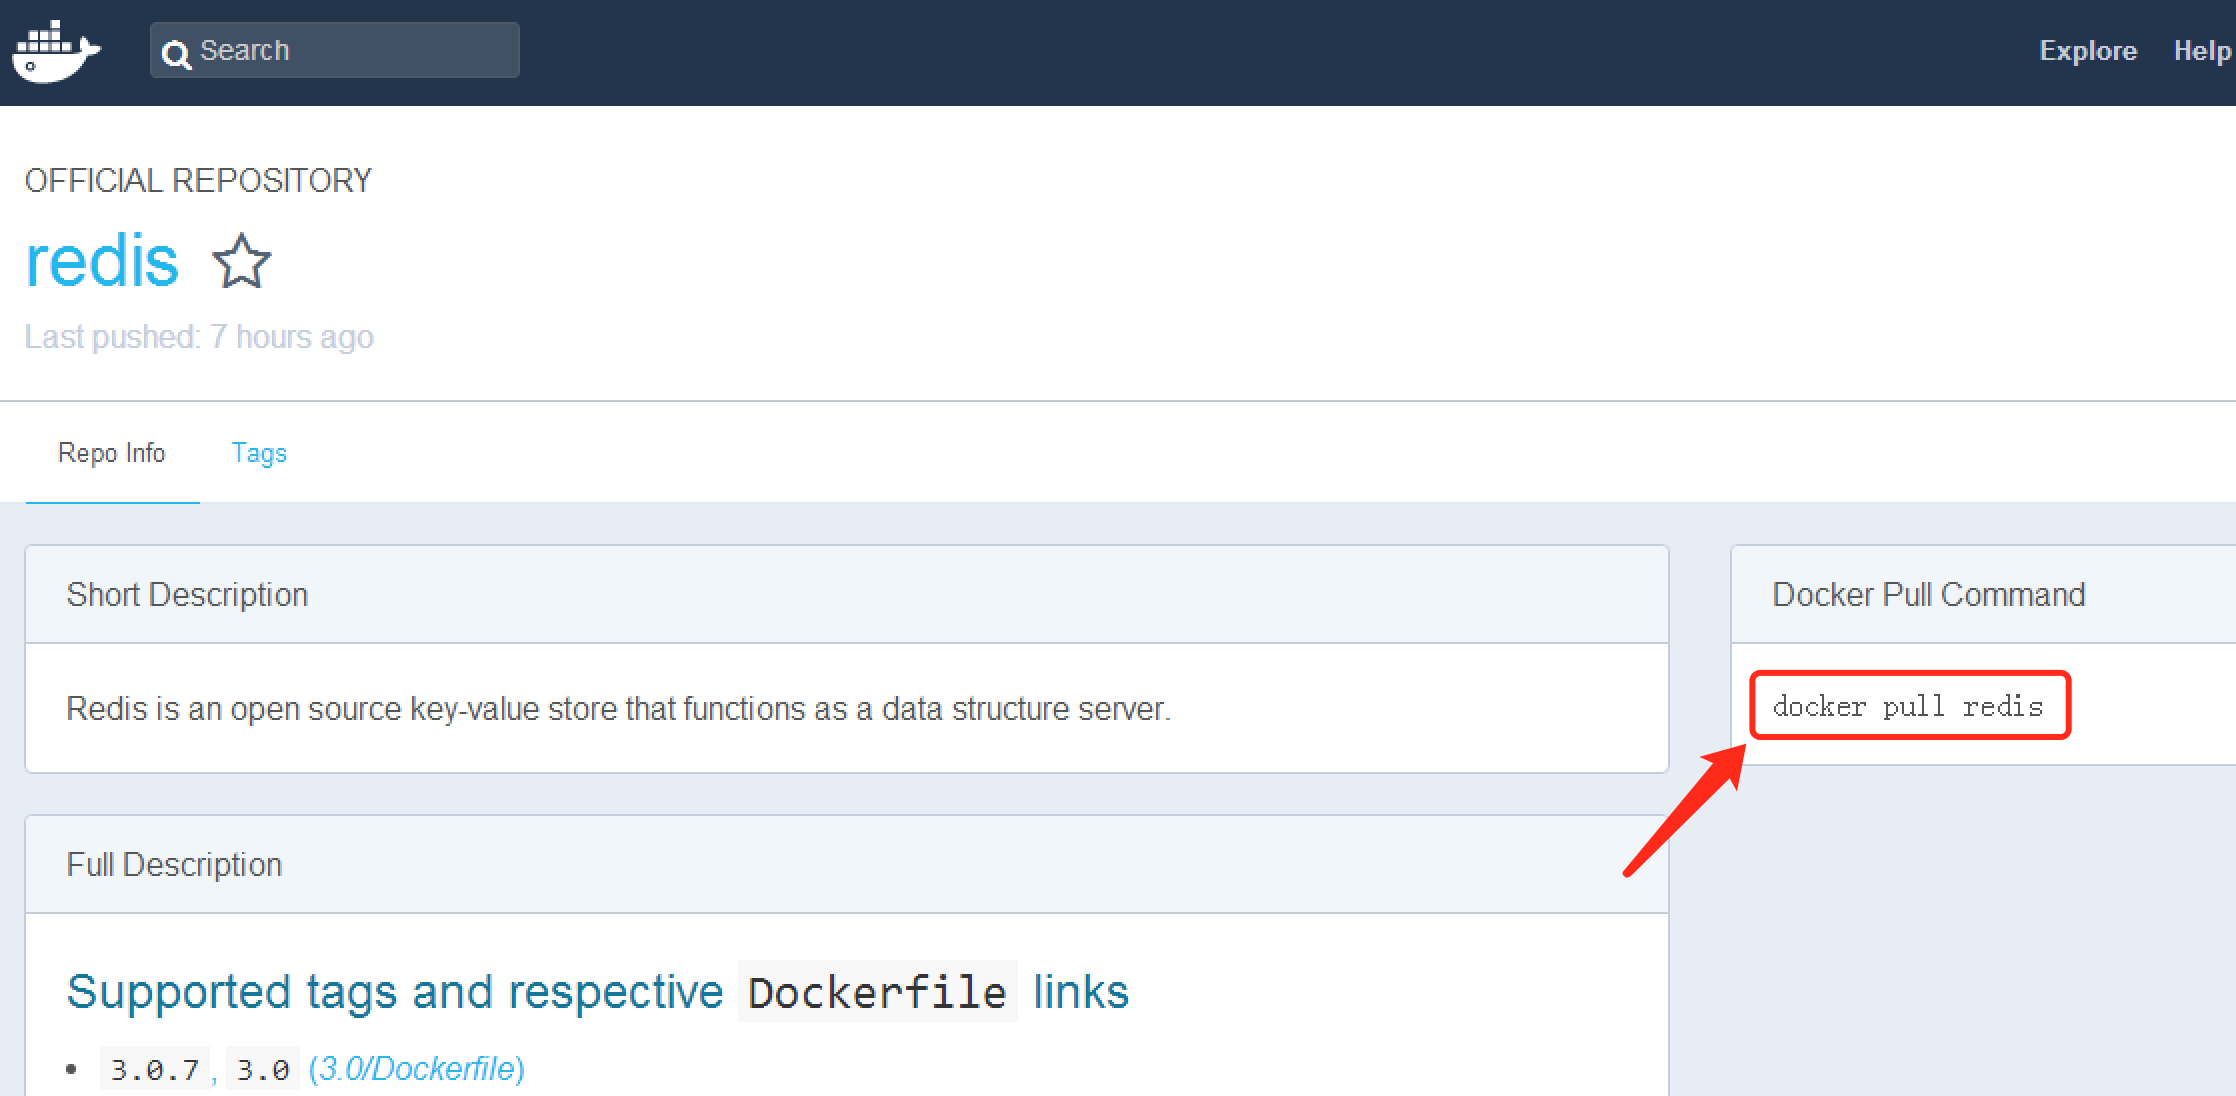 Search
Explore Help
OFFICIAL REPOSITORY
redis
Last pushed: 7 hours ago
Repo Info Tags
Short Description
Redis is an open source key-value store that functions as a data structure server.
Docker Pull Command
docker pull redis
Full Description
Supported tags and respective Dockerfile links
• 3.0.7, 3.0 (3.0/Dockerfile)